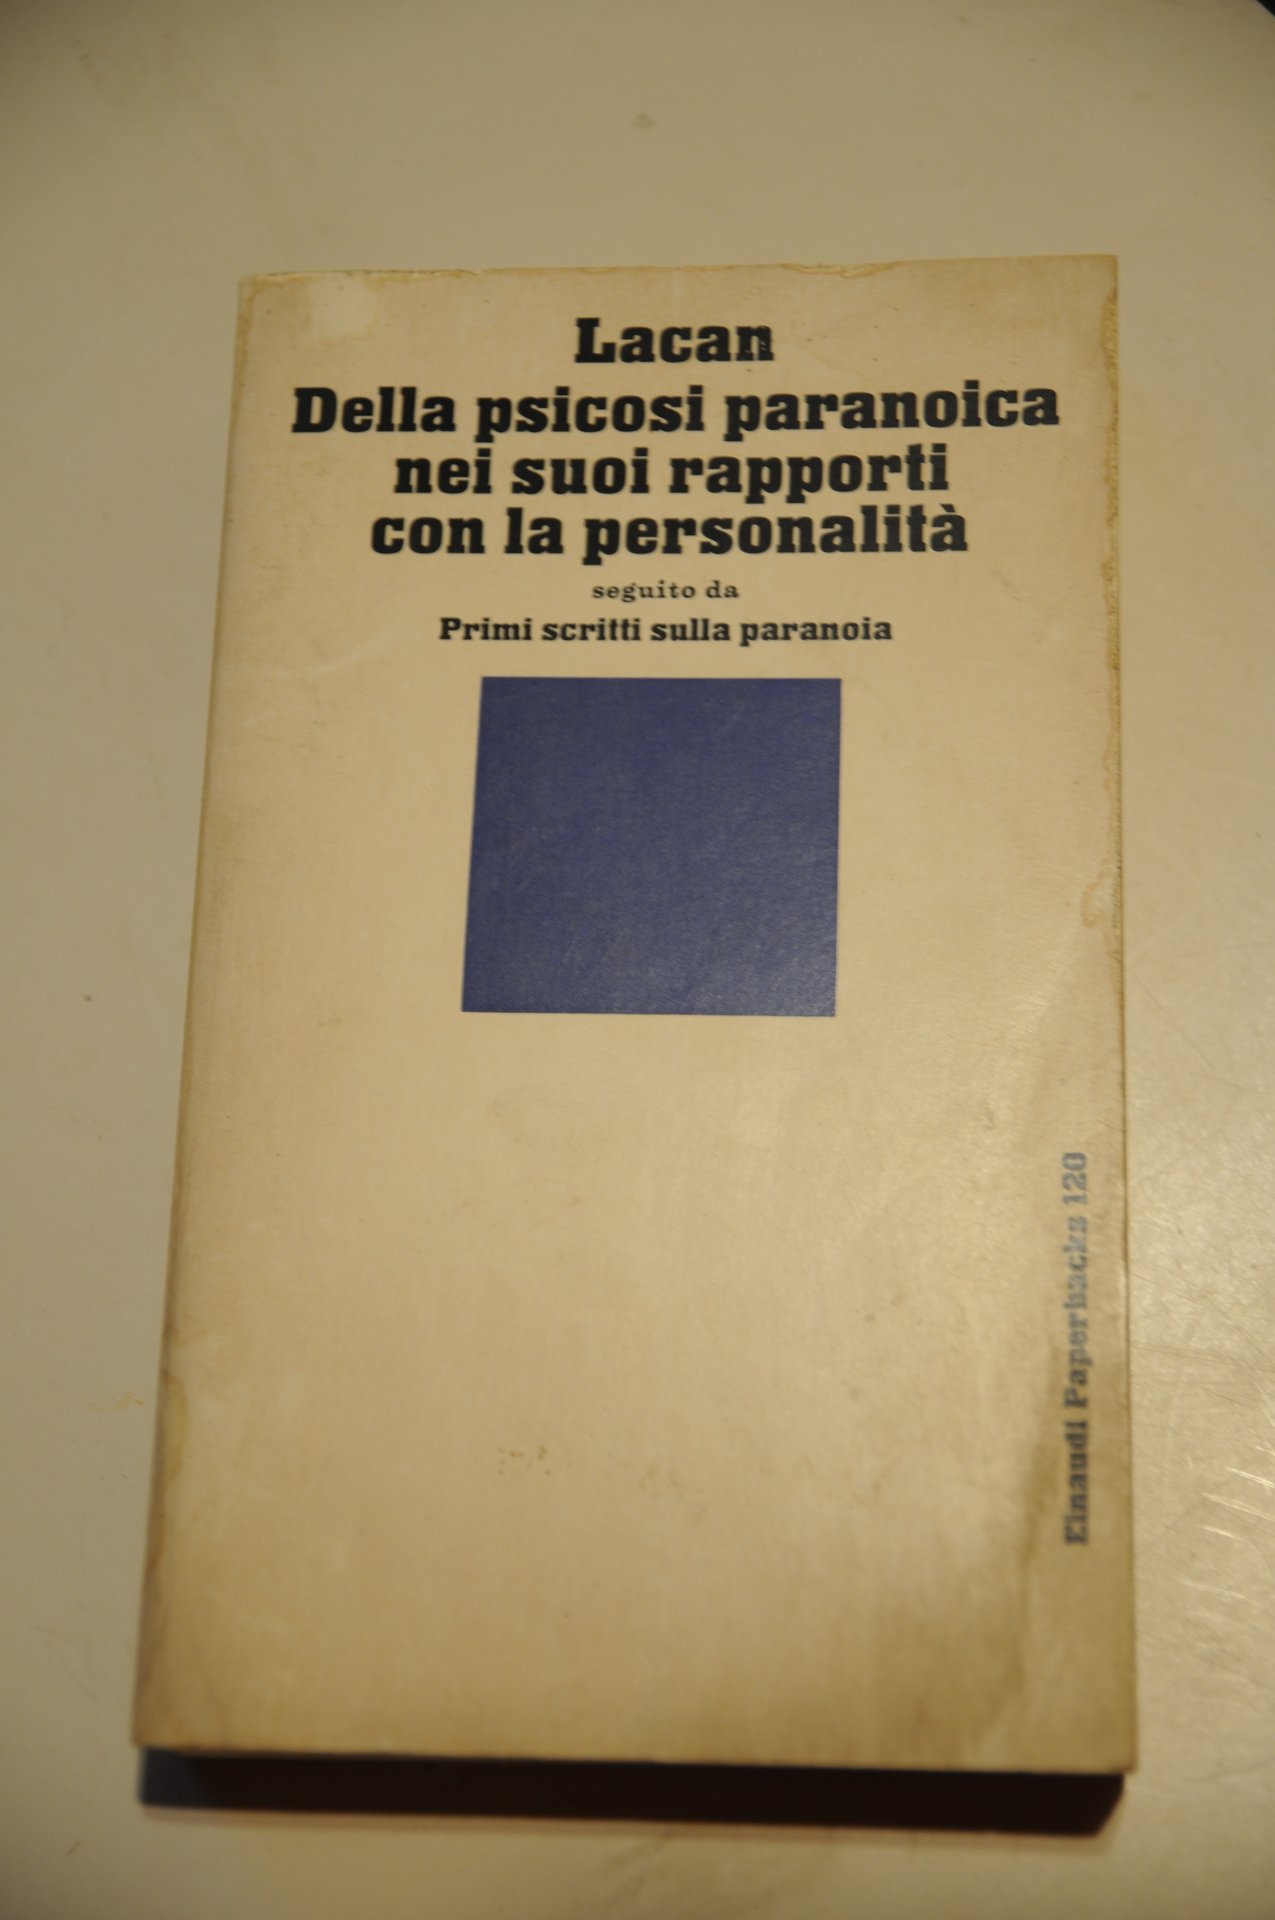 Lacan
Della psicosi paranoica
nei suoi rapporti
con la personalità
seguito da
Primi scritti sulla paranoia
Einaudi Paperbacks 120